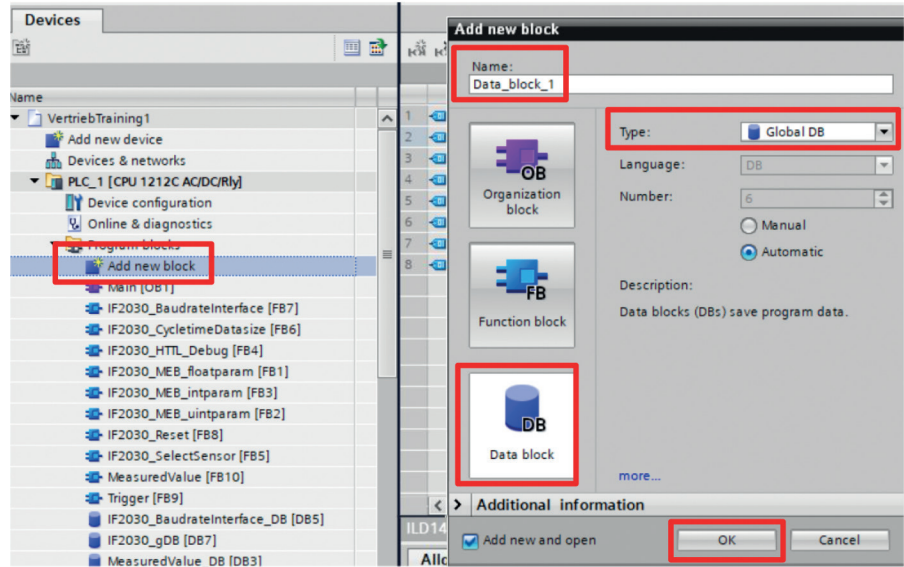 Devices
Name
VertriebTraining1
Add new device
Devices & networks
PLC_1 [CPU 1212C AC/DC/Rly]
Device configuration
Online & diagnostics
Program blocks
Add new block
Main [OB1]
IF2030_BaudrateInterface [FB7]
IF2030_CycletimeDatasize [FB6]
IF2030_HTTL_Debug [FB4]
IF2030_MEB_floatparam [FB1]
IF2030_MEB_intparam [FB3]
IF2030_MEB_uintparam [FB2]
IF2030_Reset [FB8]
IF2030_SelectSensor [FB5]
MeasuredValue [FB10]
Trigger [FB9]
IF2030_BaudrateInterface_DB [DB5]
IF2030_gDB [DB7]
MeasuredValue_DB [DB3]
1
2
3
4
5
6
7
8
ILD14
Add new block
Name:
Data_block_1
OB
Organization
block
FB
Function block
DB
Data block
Type:
Global DB
Language:
DB
Number:
6
Manual
Automatic
Description:
Data blocks (DBs) save program data.
more...
> Additional information
Add new and open
OK
Cancel